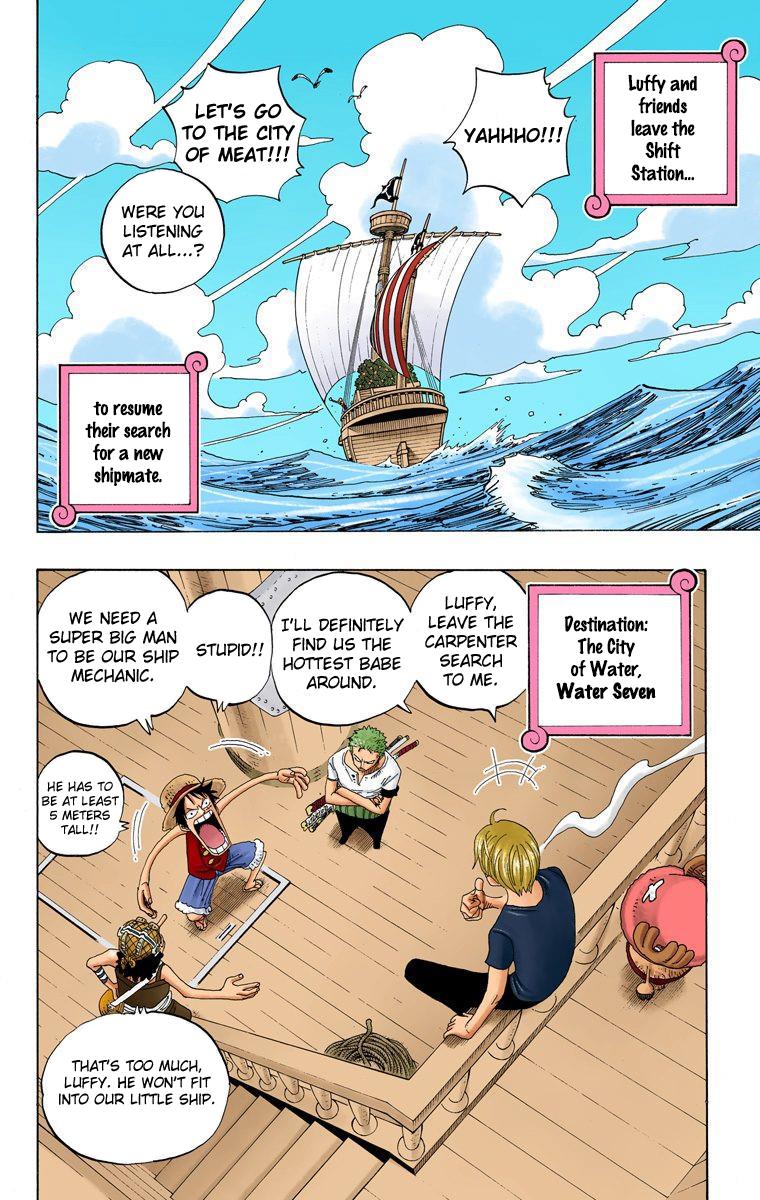 Luffy and
friends
leave the
Shift
Station...
YAHHHO!!!
LET'S GO
TO THE CITY
OF MEAT!!!
WERE YOU
LISTENING
AT ALL...?
to resume
their search
for a new
shipmate.
Destination:
The City
of Water,
Water Seven
LUFFY,
LEAVE THE
CARPENTER
SEARCH
TO ME.
I'LL DEFINITELY
FIND US THE
HOTTEST BABE
AROUND.
STUPID!!
WE NEED A
SUPER BIG MAN
TO BE OUR SHIP
MECHANIC.
HE HAS TO
BE AT LEAST
5 METERS
TALL!!
THAT'S TOO MUCH,
LUFFY. HE WON'T FIT
INTO OUR LITTLE SHIP.